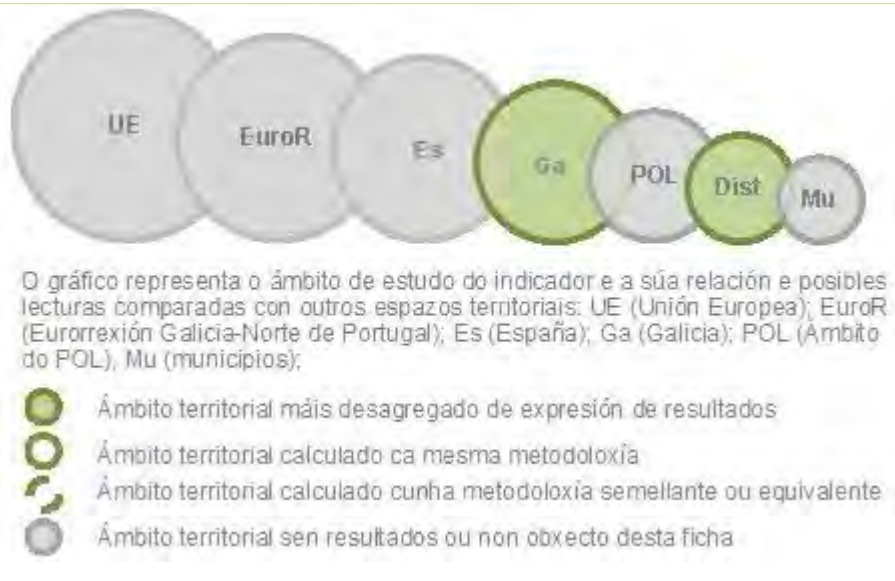 UE
EuroR
Es
Ga
POL
Dist
Mu
O gráfico representa o ámbito de estudo do indicador e a súa relación e posibles
lecturas comparadas con outros espazos territoriais: UE (Unión Europea); EuroR
(Eurorrexión Galicia-Norte de Portugal); Es (España); Ga (Galicia); POL (Ámbito
do POL), Mu (municipios);
Ámbito territorial máis desagregado de expresión de resultados
Ámbito territorial calculado ca mesma metodoloxía
Ámbito territorial calculado cunha metodoloxía semellante ou equivalente
Ámbito territorial sen resultados ou non obxecto desta ficha